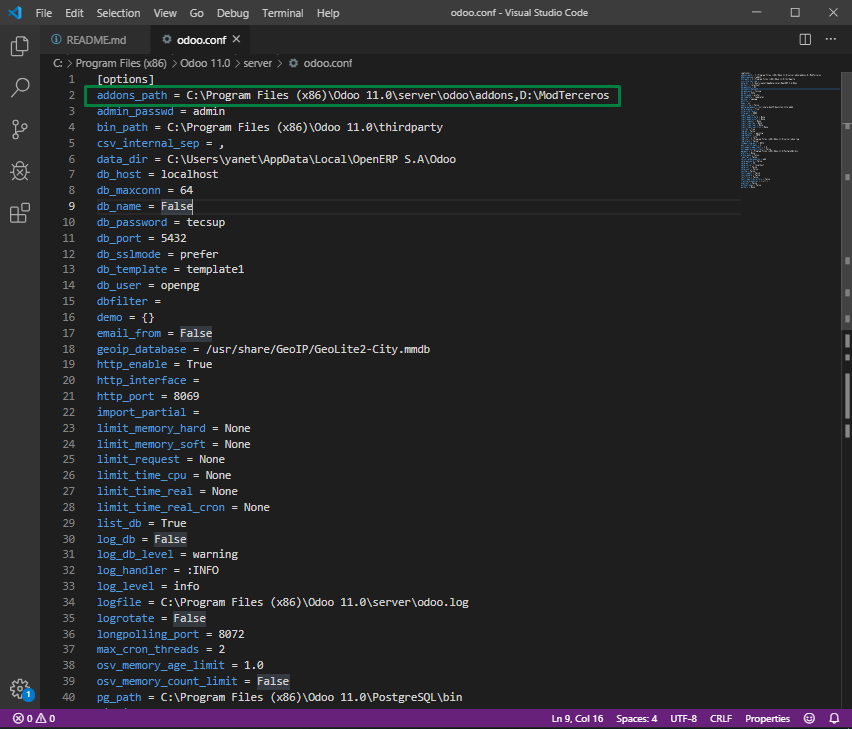 File Edit Selection View Go Debug Terminal Help odoo.conf - Visual Studio Code
README.md odoo.conf
C: > Program Files (x86) > Odoo 11.0 > server > odoo.conf
1 [options]
2 addons_path = C:\Program Files (x86)\Odoo 11.0\server\odoo\addons,D:\ModTerceros
3 admin_passwd = admin
4 bin_path = C:\Program Files (x86)\Odoo 11.0\thirdparty
5 csv_internal_sep = ,
6 data_dir = C:\Users\yanet\AppData\Local\OpenERP S.A\Odoo
7 db_host = localhost
8 db_maxconn = 64
9 db_name = False
10 db_password = tecsup
11 db_port = 5432
12 db_sslmode = prefer
13 db_template = template1
14 db_user = openpg
15 dbfilter =
16 demo = {}
17 email_from = False
18 geoip_database = /usr/share/GeoIP/GeoLite2-City.mmdb
19 http_enable = True
20 http_interface =
21 http_port = 8069
22 import_partial =
23 limit_memory_hard = None
24 limit_memory_soft = None
25 limit_request = None
26 limit_time_cpu = None
27 limit_time_real = None
28 limit_time_real_cron = None
29 list_db = True
30 log_db = False
31 log_db_level = warning
32 log_handler = :INFO
33 log_level = info
34 logfile = C:\Program Files (x86)\Odoo 11.0\server\odoo.log
35 logrotate = False
36 longpolling_port = 8072
37 max_cron_threads = 2
38 osv_memory_age_limit = 1.0
39 osv_memory_count_limit = False
40 pg_path = C:\Program Files (x86)\Odoo 11.0\PostgreSQL\bin
1
0 0 Ln 9, Col 16 Spaces: 4 UTF-8 CRLF Properties